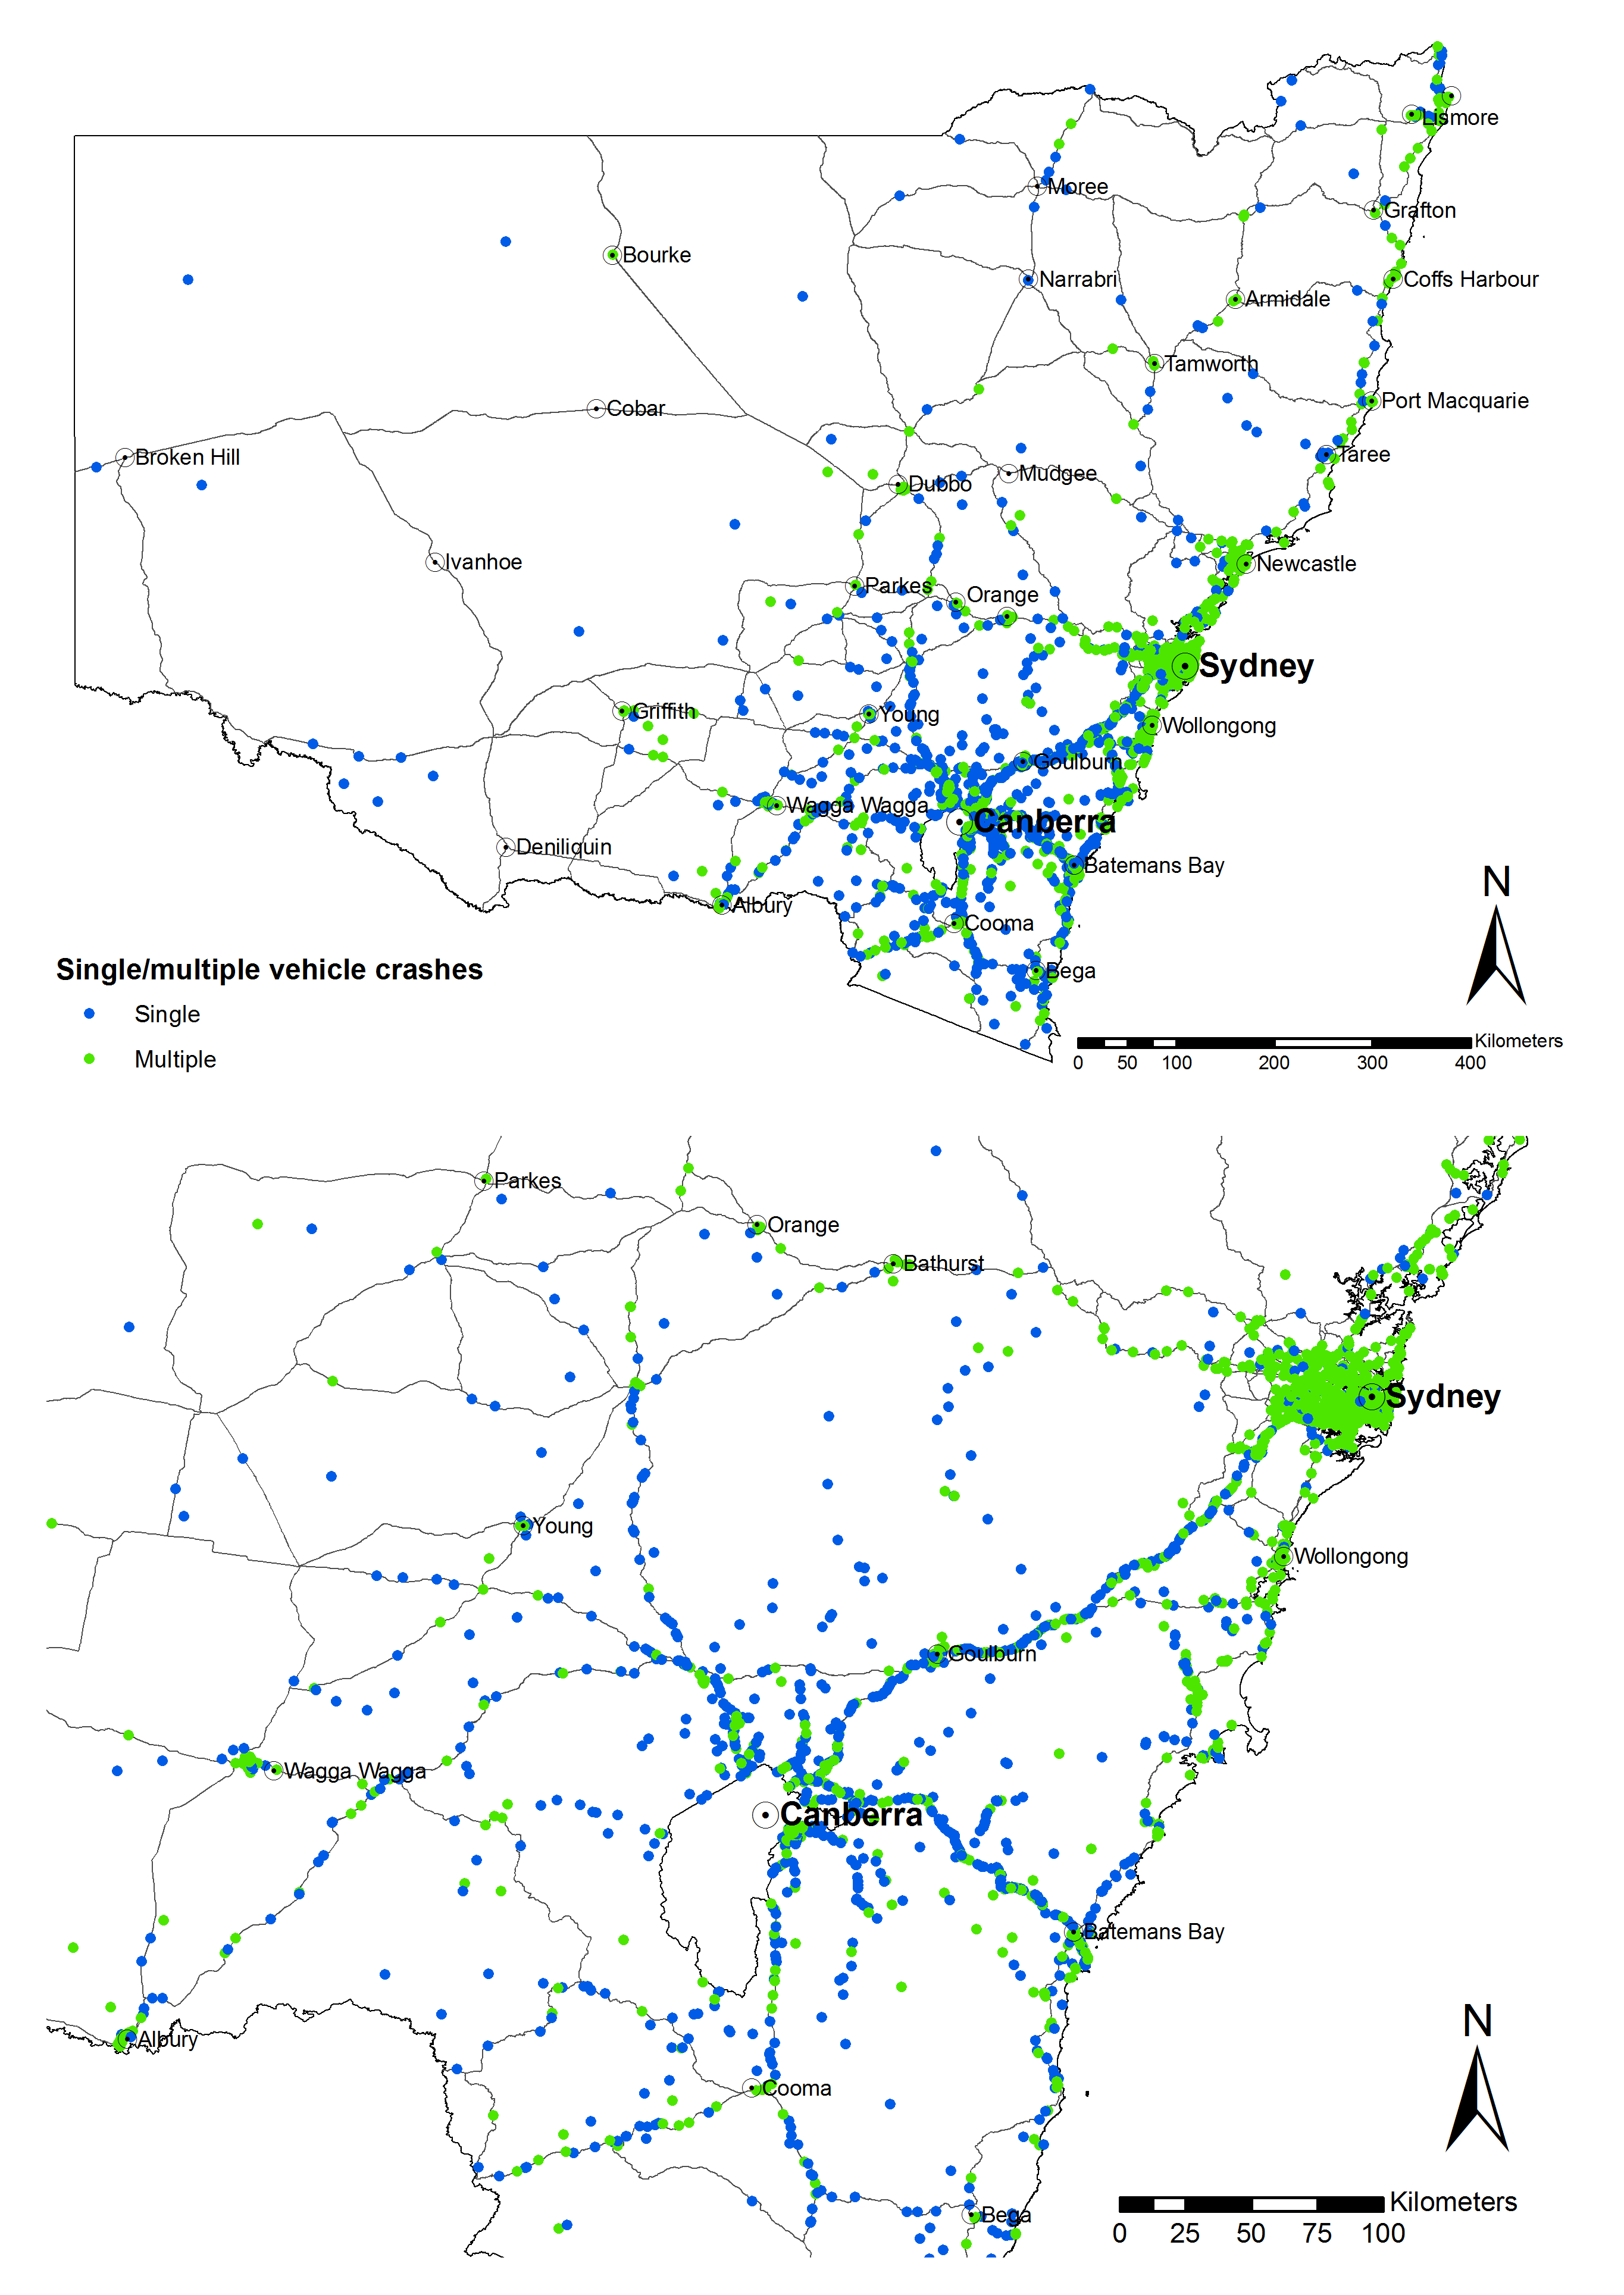 Lismore
Moree
Grafton
Bourke
Narrabri
Coffs Harbour
Armidale
Tamworth
Cobar
Port Macquarie
Broken Hill
Taree
Mudgee
Dubbo
Ivanhoe
Newcastle
Parkes
Orange
Sydney
Griffith
Young
Wollongong
Goulburn
Wagga Wagga
Canberra
Deniliquin
Batemans Bay
Albury
Cooma
Bega
N
Single/multiple vehicle crashes
Single
Multiple
Kilometers
0 50 100 200 300 400
Parkes
Orange
Bathurst
Sydney
Young
Wollongong
Goulburn
Wagga Wagga
Canberra
Batemans Bay
Albury
Cooma
Bega
N
Kilometers
0 25 50 75 100